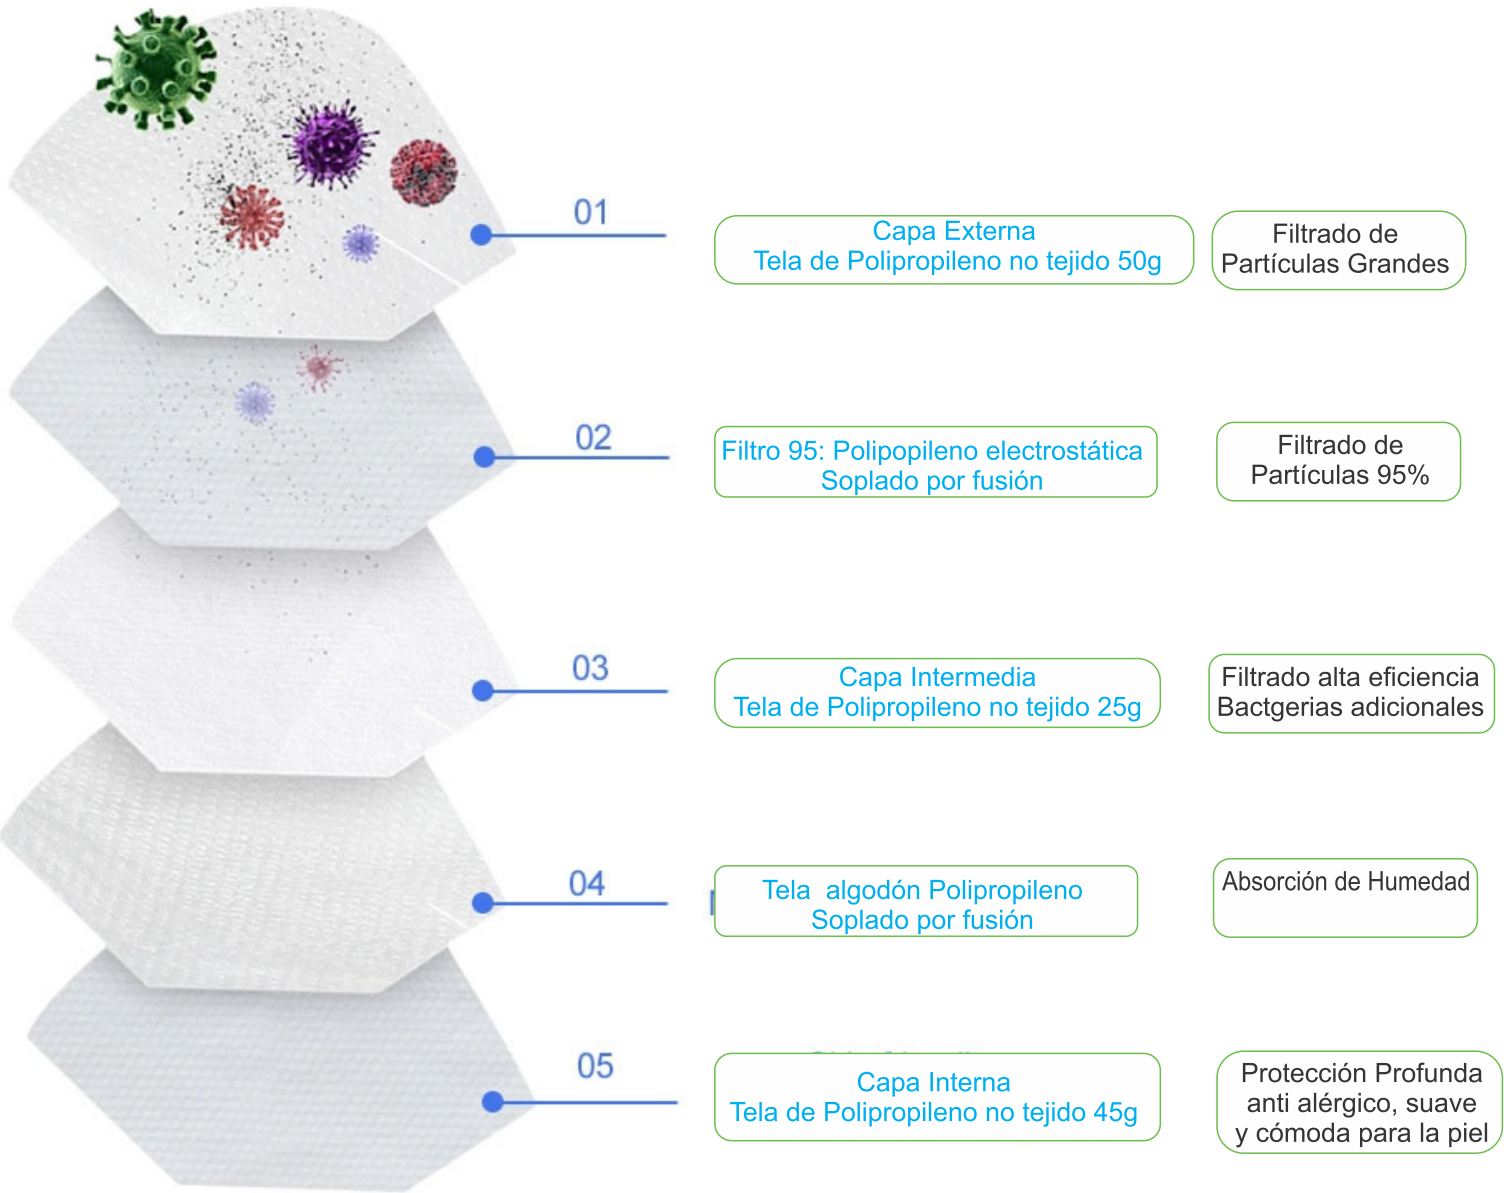 01
Capa Externa
Tela de Polipropileno no tejido 50g
Filtrado de
Partículas Grandes
02
Filtro 95: Polipopileno electrostática
Soplado por fusión
Filtrado de
Partículas 95%
03
Capa Intermedia
Tela de Polipropileno no tejido 25g
Filtrado alta eficiencia
Bactgerias adicionales
04
Tela algodón Polipropileno
Soplado por fusión
Absorción de Humedad
05
Capa Interna
Tela de Polipropileno no tejido 45g
Protección Profunda
anti alérgico, suave
y cómoda para la piel